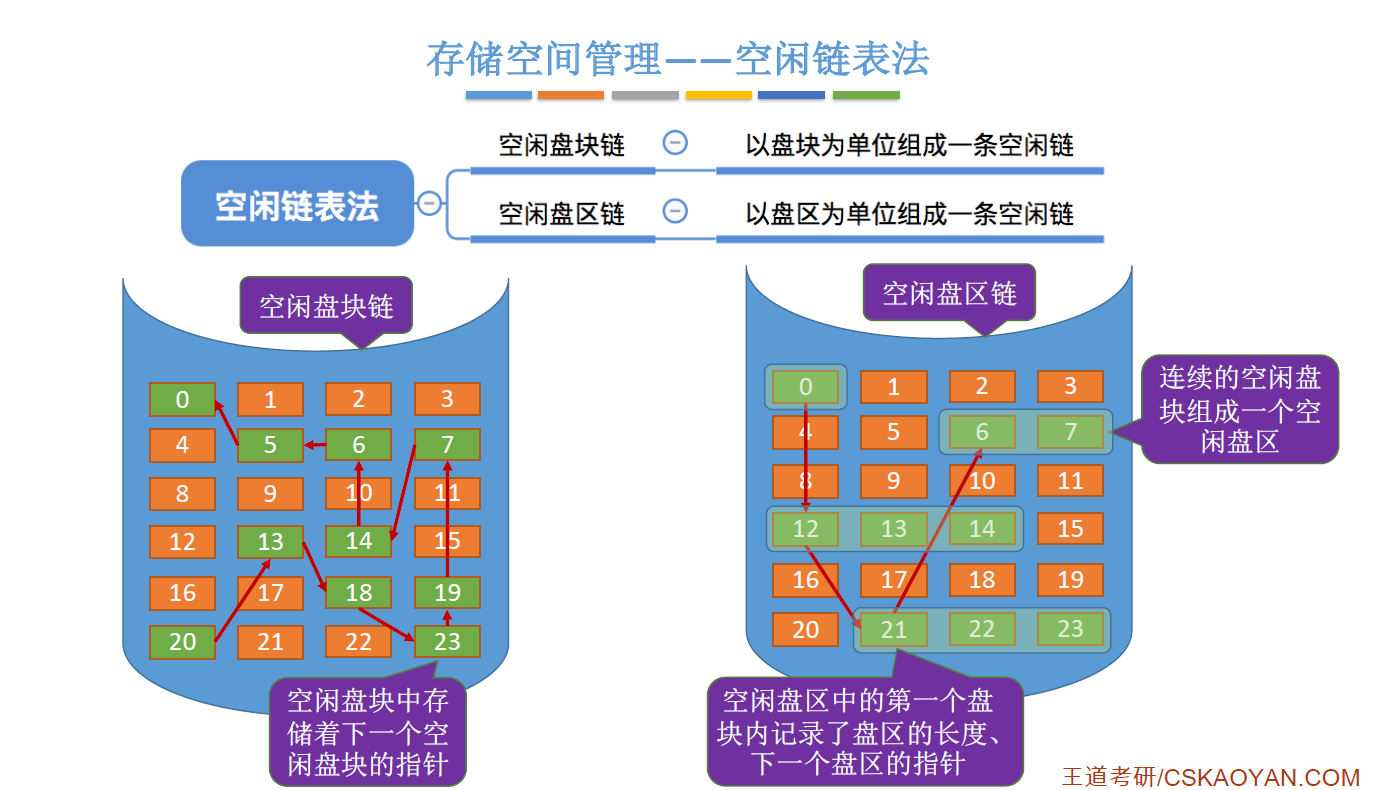 存储空间管理——空闲链表法
空闲链表法
空闲盘块链
以盘块为单位组成一条空闲链
空闲盘区链
以盘区为单位组成一条空闲链
空闲盘块链
0 1 2 3
4 5 6 7
8 9 10 11
12 13 14 15
16 17 18 19
20 21 22 23
空闲盘块中存
储着下一个空
闲盘块的指针
空闲盘区链
0 1 2 3
4 5 6 7
8 9 10 11
12 13 14 15
16 17 18 19
20 21 22 23
连续的空闲盘
块组成一个空
闲盘区
空闲盘区中的第一个盘
块内记录了盘区的长度、
下一个盘区的指针
王道考研/CSKAOYAN.COM